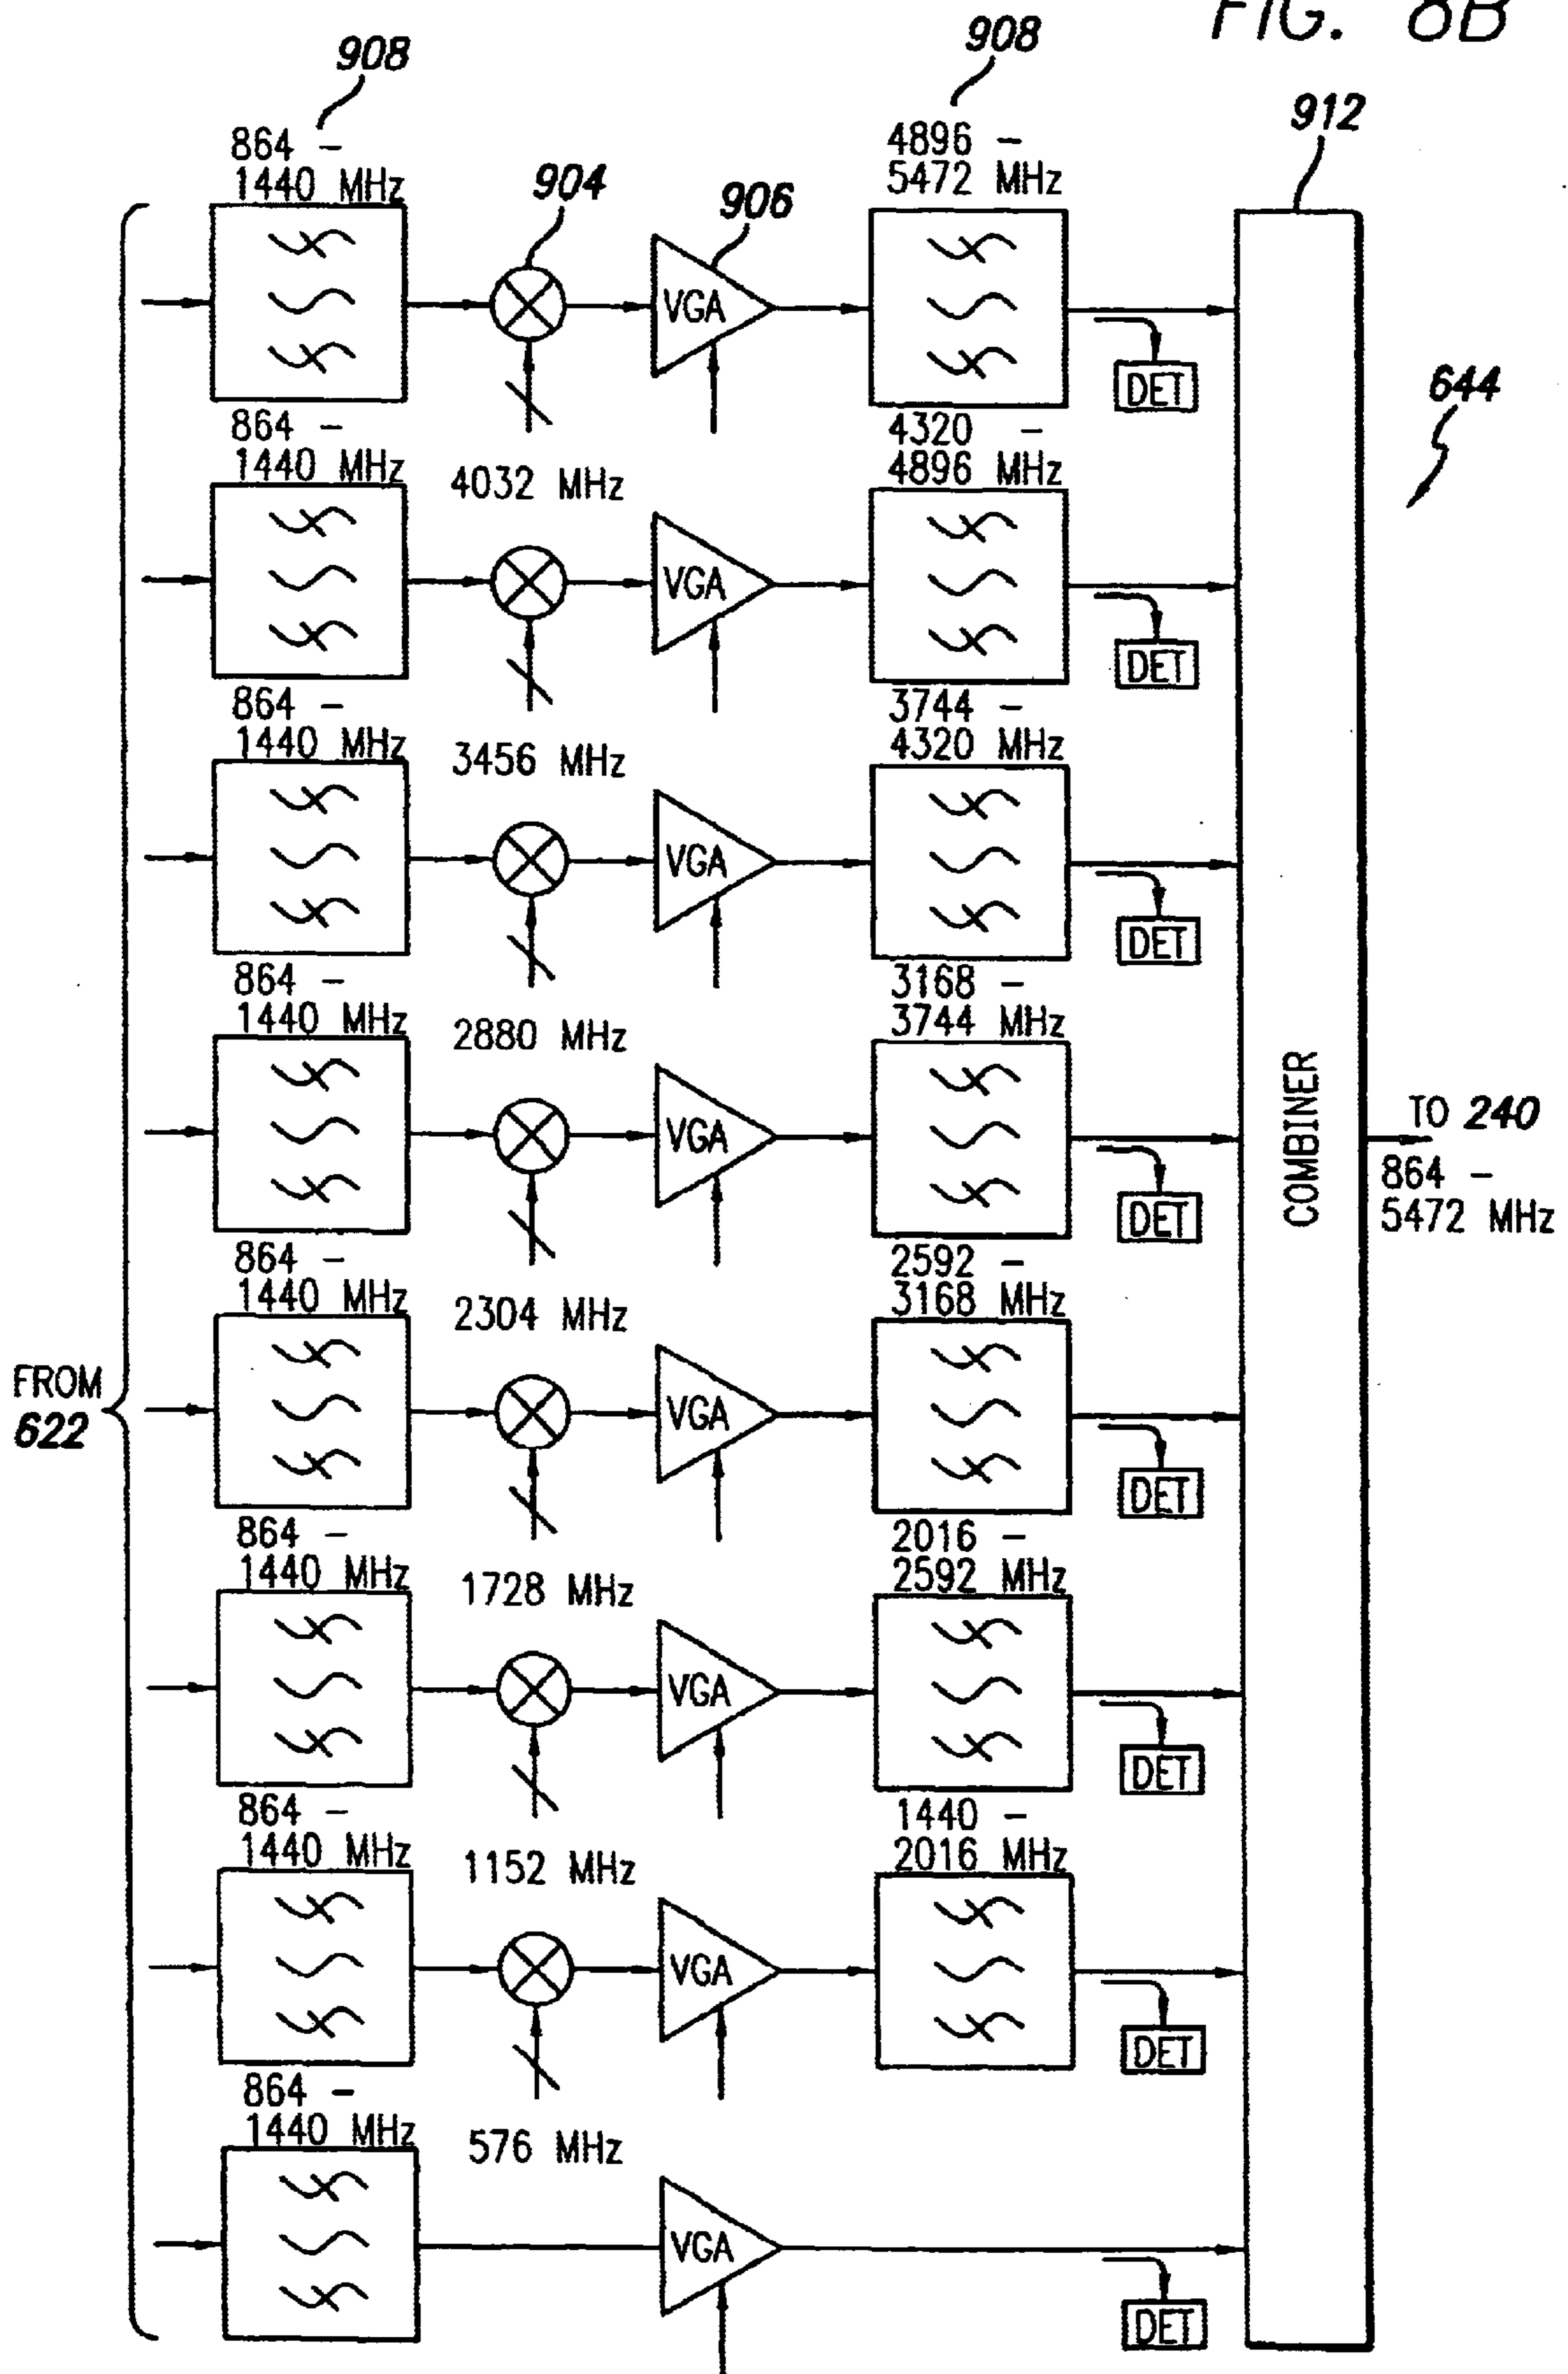 FIG. 8B
908
908
912
864 -
1440 MHz
904
906
4896 -
5472 MHz
VGA
DET
644
864 -
1440 MHz
4032 MHz
4320 -
4896 MHz
VGA
DET
864 -
1440 MHz
3456 MHz
3744 -
4320 MHz
VGA
DET
864 -
1440 MHz
2880 MHz
3168 -
3744 MHz
VGA
DET
COMBINER
TO 240
864 -
5472 MHz
864 -
1440 MHz
2304 MHz
2592 -
3168 MHz
FROM
622
VGA
DET
864 -
1440 MHz
1728 MHz
2016 -
2592 MHz
VGA
DET
864 -
1440 MHz
1152 MHz
1440 -
2016 MHz
VGA
DET
864 -
1440 MHz
576 MHz
VGA
DET